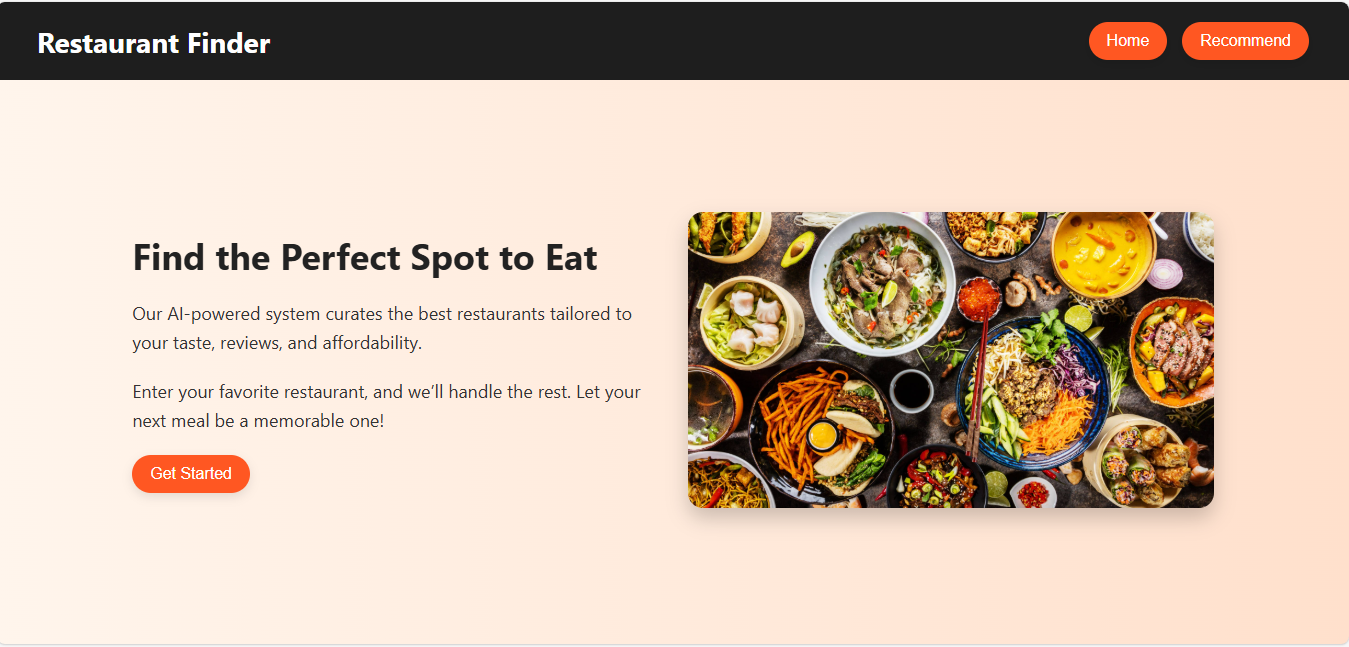 Restaurant Finder
Home
Recommend
Find the Perfect Spot to Eat
Our AI-powered system curates the best restaurants tailored to
your taste, reviews, and affordability.
Enter your favorite restaurant, and we’ll handle the rest. Let your
next meal be a memorable one!
Get Started